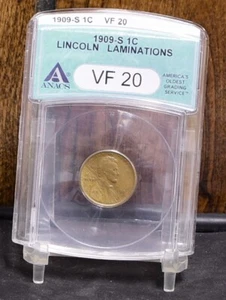 1909-S 1C VF 20
1909-S 1C
LINCOLN LAMINATIONS
ANACS
VF 20
AMERICA'S
OLDEST
GRADING
SERVICE